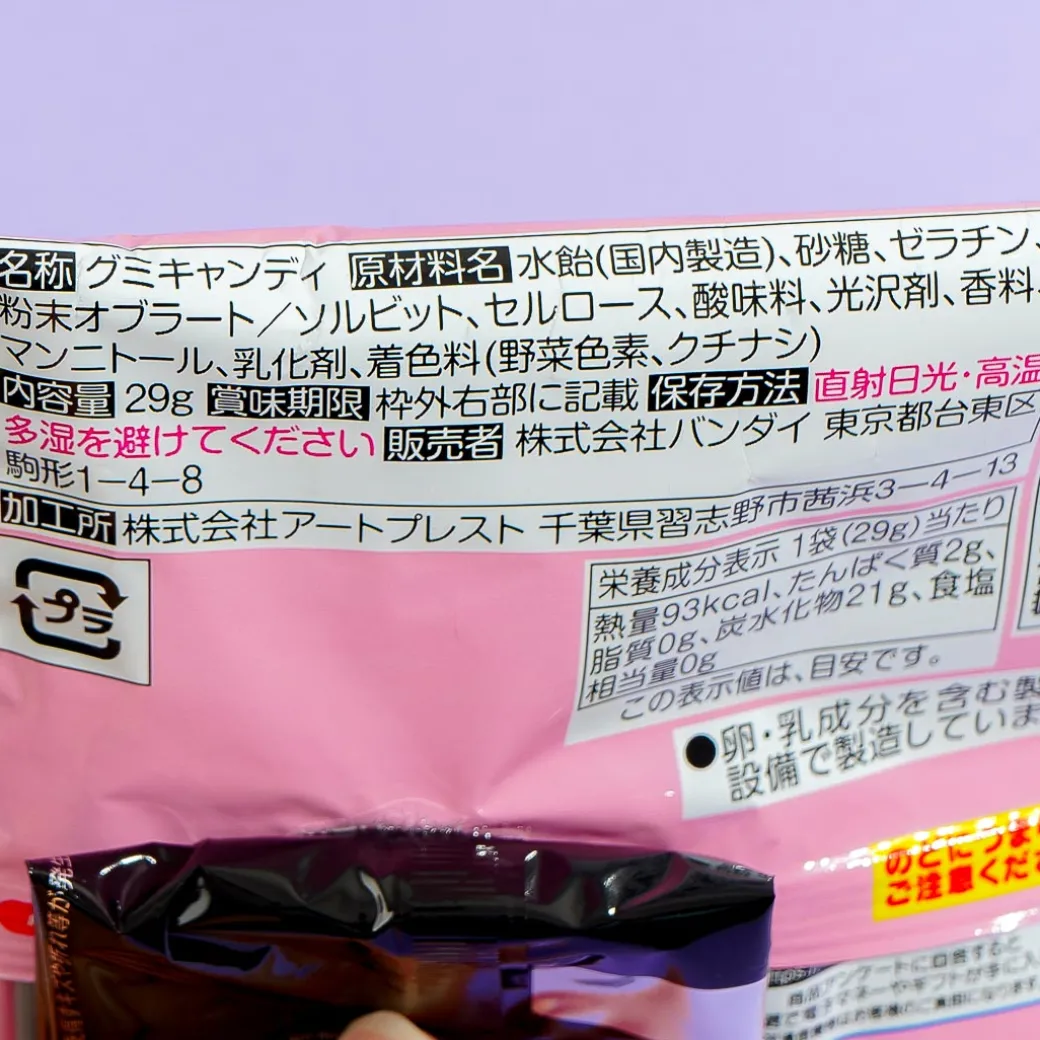 名称 グミキャンディ 原材料名 水飴(国内製造)、砂糖、ゼラチン、
粉末オブラート/ソルビット、セルロース、酸味料、光沢剤、香料、
マンニトール、乳化剤、着色料(野菜色素、クチナシ)
内容量 29g 賞味期限 枠外右部に記載 保存方法 直射日光・高温
多湿を避けてください 販売者 株式会社バンダイ 東京都台東区
駒形1-4-8
加工所 株式会社アートプレスト 千葉県習志野市茜浜3-4-13
プラ
栄養成分表示 1袋(29g)当たり
熱量93kcal、たんぱく質2g、
脂質0g、炭水化物21g、食塩
相当量0g
この表示値は、目安です。
●卵・乳成分を含む製
設備で製造していま
のどにつま
ご注意くださ